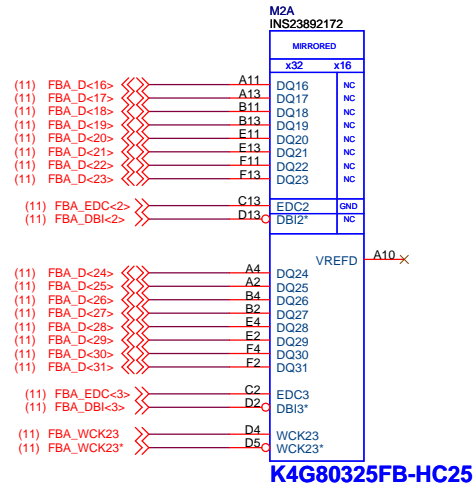 M2A
INS23892172
MIRRORED
x32 x16
(11) FBA_D<16> A11 DQ16 NC
(11) FBA_D<17> A13 DQ17 NC
(11) FBA_D<18> B11 DQ18 NC
(11) FBA_D<19> B13 DQ19 NC
(11) FBA_D<20> E11 DQ20 NC
(11) FBA_D<21> E13 DQ21 NC
(11) FBA_D<22> F11 DQ22 NC
(11) FBA_D<23> F13 DQ23 NC
(11) FBA_EDC<2> C13 EDC2 GND
(11) FBA_DBI<2> D13 DBI2* NC
VREFD A10
(11) FBA_D<24> A4 DQ24
(11) FBA_D<25> A2 DQ25
(11) FBA_D<26> B4 DQ26
(11) FBA_D<27> B2 DQ27
(11) FBA_D<28> E4 DQ28
(11) FBA_D<29> E2 DQ29
(11) FBA_D<30> F4 DQ30
(11) FBA_D<31> F2 DQ31
(11) FBA_EDC<3> C2 EDC3
(11) FBA_DBI<3> D2 DBI3*
(11) FBA_WCK23 D4 WCK23
(11) FBA_WCK23* D5 WCK23*
K4G80325FB-HC25